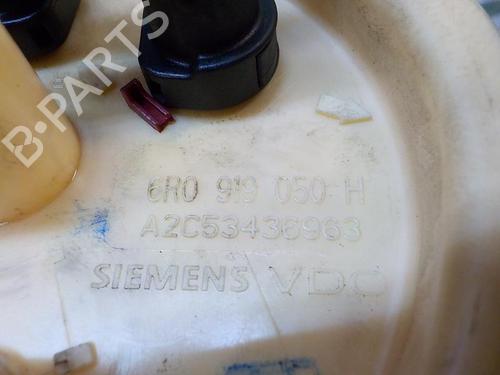 B-PARTS
6R0 919 050 H
A2C53436963
SIEMENS VDO